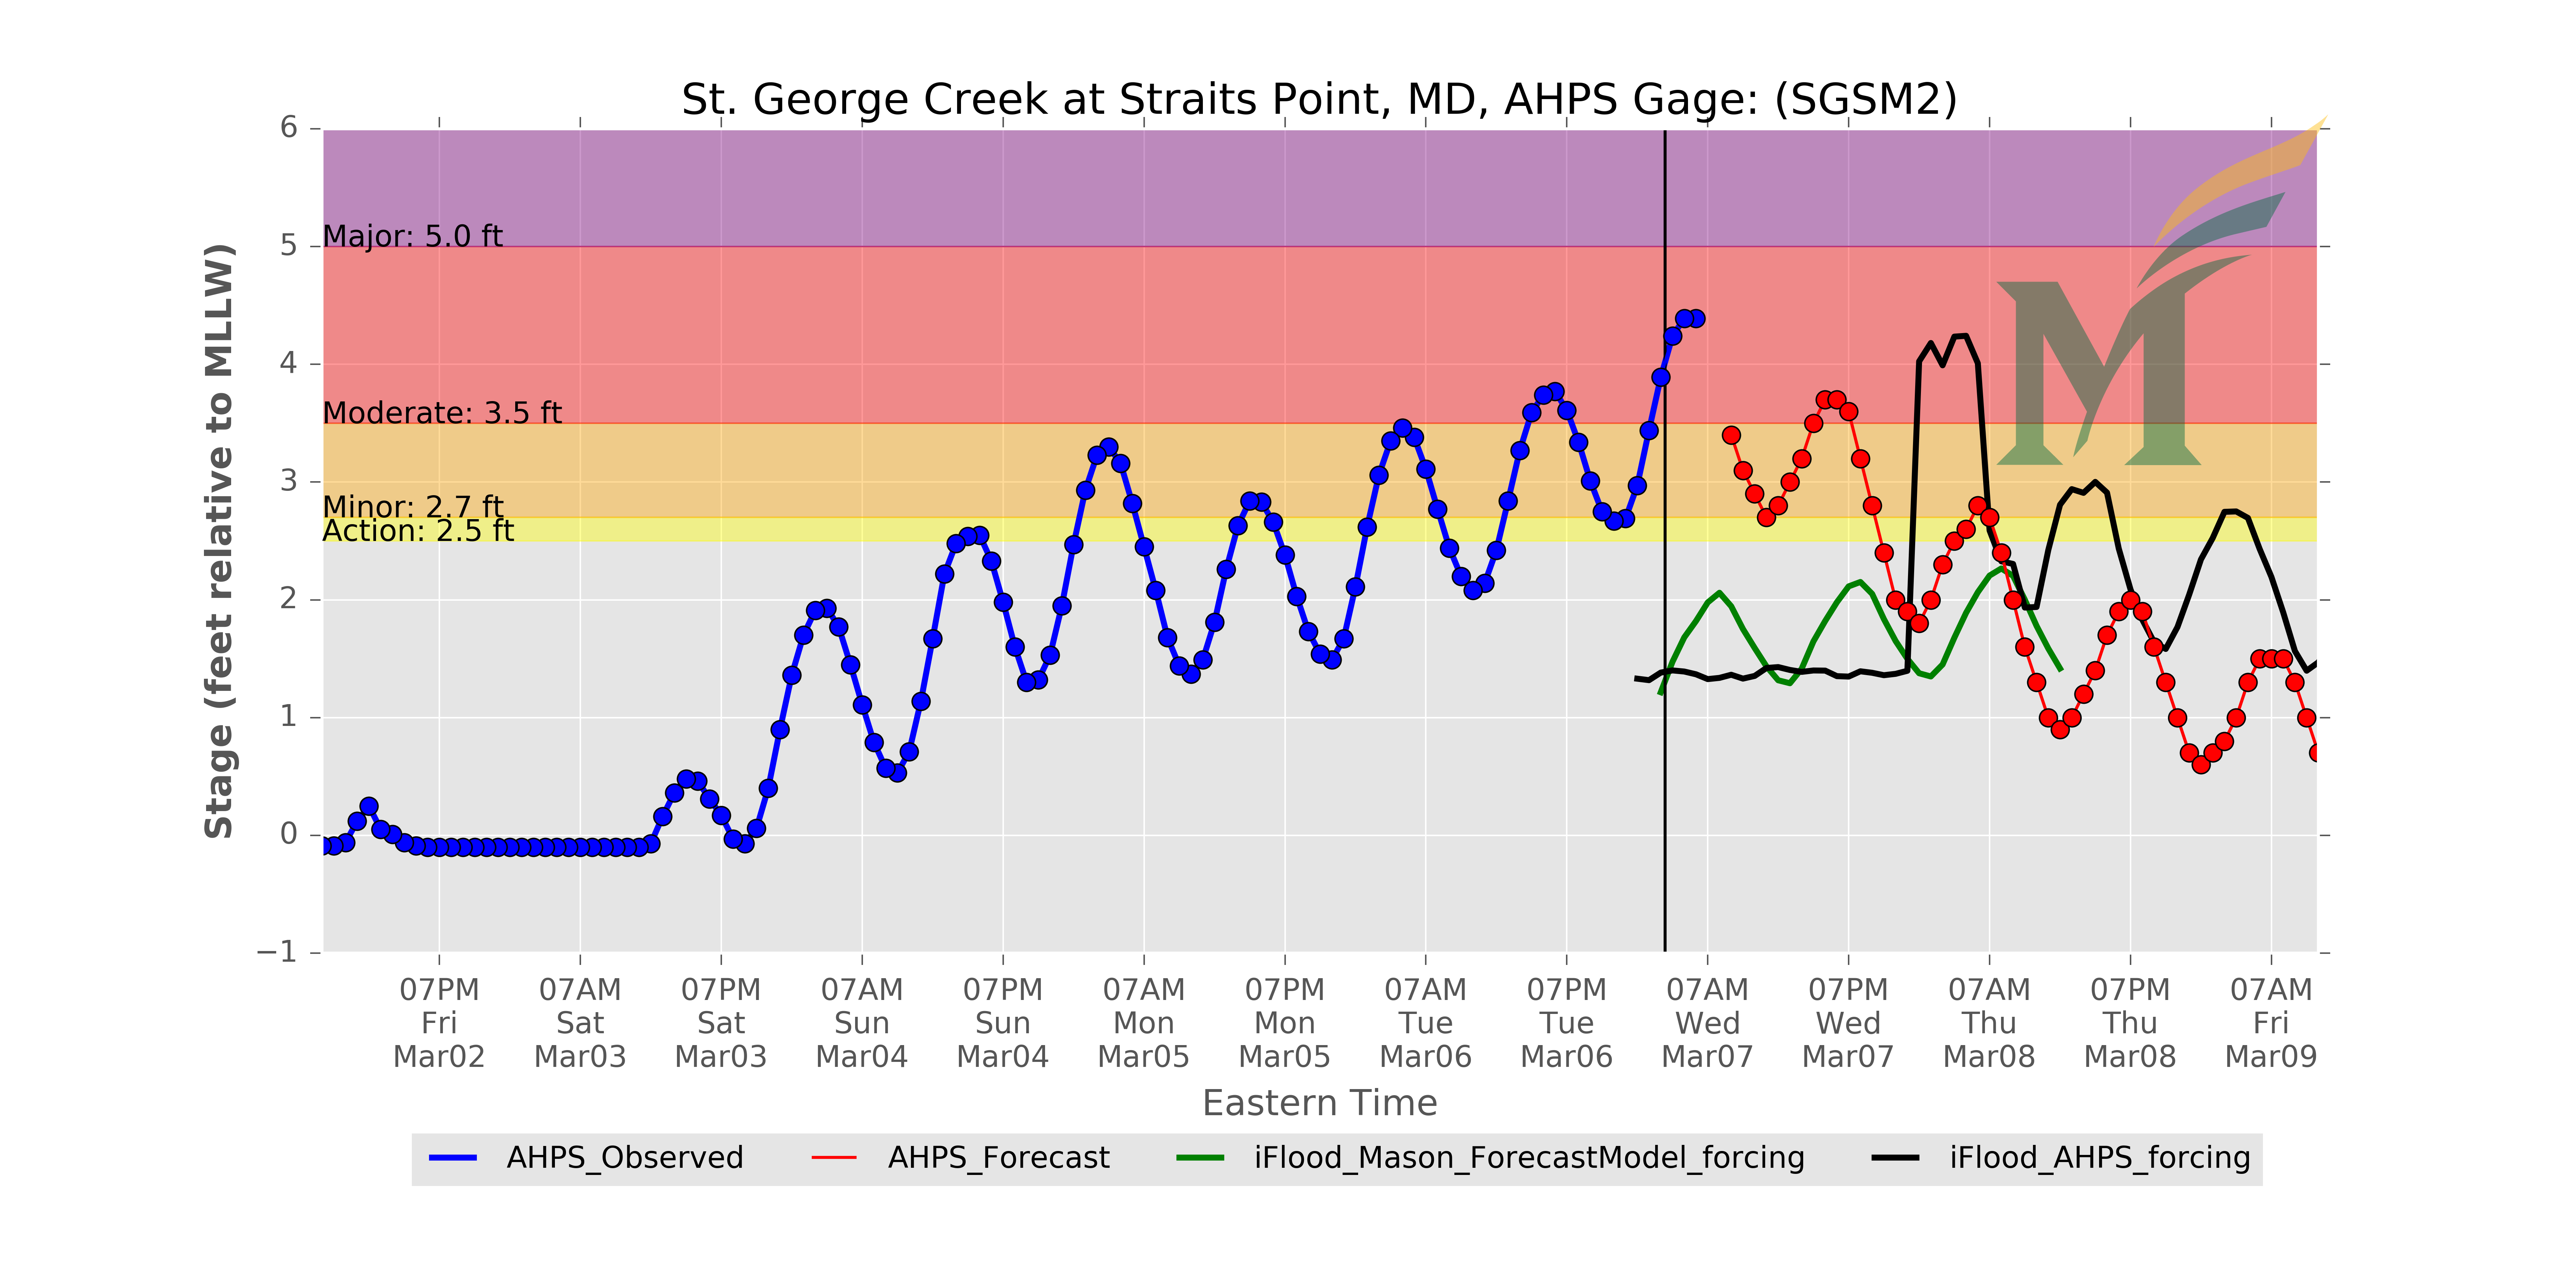 St. George Creek at Straits Point, MD, AHPS Gage: (SGSM2)
Stage (feet relative to MLLW)
6
5
4
3
2
1
0
−1
Major: 5.0 ft
Moderate: 3.5 ft
Minor: 2.7 ft
Action: 2.5 ft
M
07PM 07AM 07PM 07AM 07PM 07AM 07PM 07AM 07PM 07AM 07PM 07AM 07PM 07AM
Fri Sat Sat Sun Sun Mon Mon Tue Tue Wed Wed Thu Thu Fri
Mar02 Mar03 Mar03 Mar04 Mar04 Mar05 Mar05 Mar06 Mar06 Mar07 Mar07 Mar08 Mar08 Mar09
Eastern Time
AHPS_Observed AHPS_Forecast iFlood_Mason_ForecastModel_forcing iFlood_AHPS_forcing